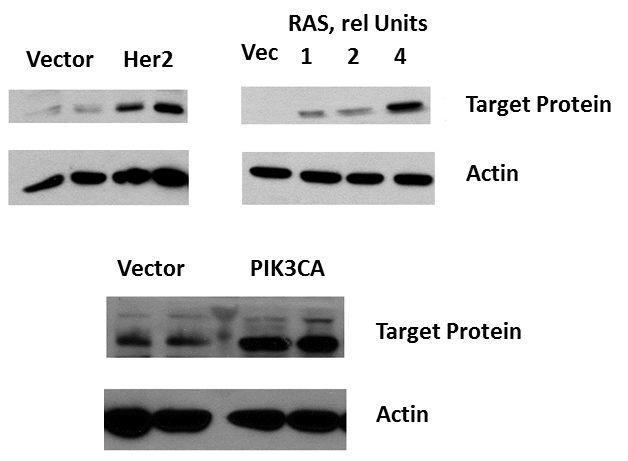 RAS, rel Units
Vector Her2 Vec 1 2 4
Target Protein
Actin
Vector PIK3CA
Target Protein
Actin